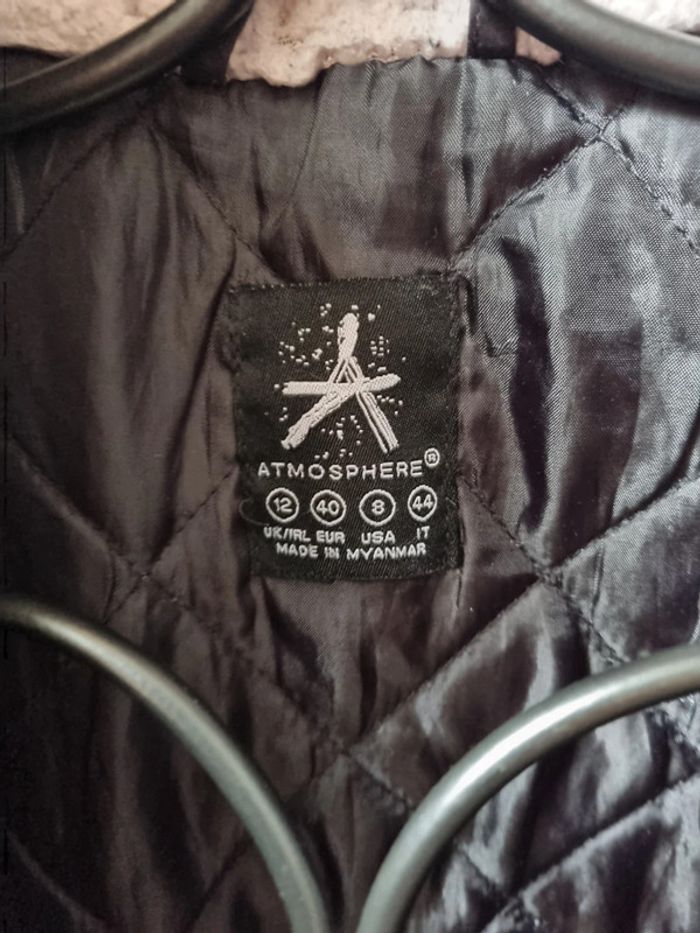 ATMOSPHERE®
12 40 8 44
UK/IRL EUR USA IT
MADE IN MYANMAR